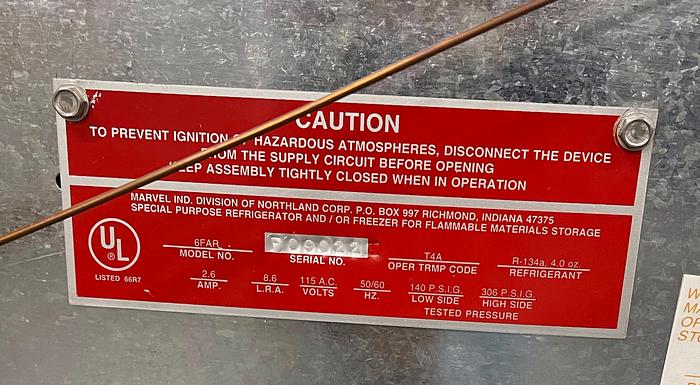 CAUTION
TO PREVENT IGNITION OF HAZARDOUS ATMOSPHERES, DISCONNECT THE DEVICE
FROM THE SUPPLY CIRCUIT BEFORE OPENING
KEEP ASSEMBLY TIGHTLY CLOSED WHEN IN OPERATION
MARVEL IND. DIVISION OF NORTHLAND CORP. P.O. BOX 997 RICHMOND, INDIANA 47375
SPECIAL PURPOSE REFRIGERATOR AND / OR FREEZER FOR FLAMMABLE MATERIALS STORAGE
UL ®
LISTED 66R7
6FAR P09022 T4A R-134a, 4.0 oz.
MODEL NO. SERIAL NO. OPER TRMP CODE REFRIGERANT
2.6 8.6 115 A.C. 50/60 140 P.S.I.G. 306 P.S.I.G.
AMP. L.R.A. VOLTS HZ. LOW SIDE HIGH SIDE
TESTED PRESSURE